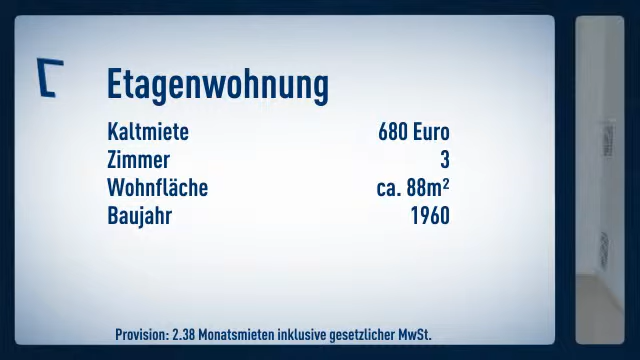 Etagenwohnung
Kaltmiete 680 Euro
Zimmer 3
Wohnfläche ca. 88m²
Baujahr 1960
Provision: 2.38 Monatsmieten inklusive gesetzlicher MwSt.